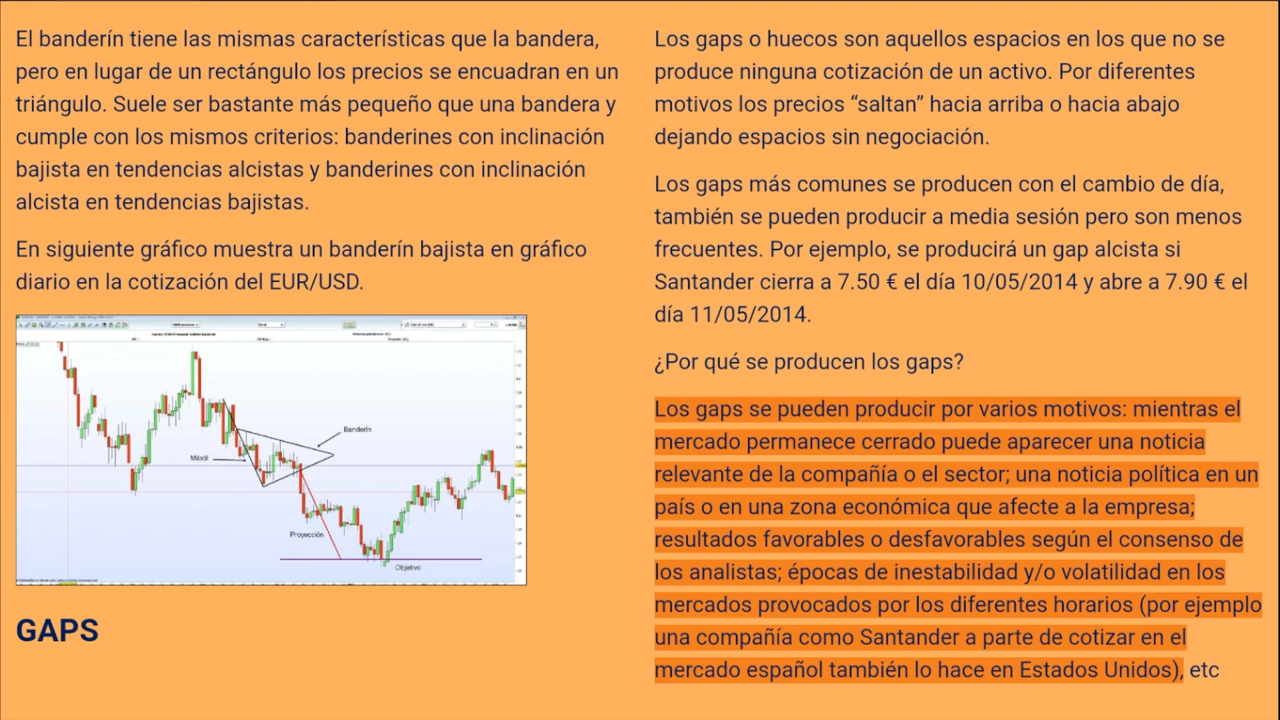 El banderín tiene las mismas características que la bandera,
pero en lugar de un rectángulo los precios se encuadran en un
triángulo. Suele ser bastante más pequeño que una bandera y
cumple con los mismos criterios: banderines con inclinación
bajista en tendencias alcistas y banderines con inclinación
alcista en tendencias bajistas.
En siguiente gráfico muestra un banderín bajista en gráfico
diario en la cotización del EUR/USD.
Banderín
Mástil
Proyección
Objetivo
GAPS
Los gaps o huecos son aquellos espacios en los que no se
produce ninguna cotización de un activo. Por diferentes
motivos los precios “saltan” hacia arriba o hacia abajo
dejando espacios sin negociación.
Los gaps más comunes se producen con el cambio de día,
también se pueden producir a media sesión pero son menos
frecuentes. Por ejemplo, se producirá un gap alcista si
Santander cierra a 7.50 € el día 10/05/2014 y abre a 7.90 € el
día 11/05/2014.
¿Por qué se producen los gaps?
Los gaps se pueden producir por varios motivos: mientras el
mercado permanece cerrado puede aparecer una noticia
relevante de la compañía o el sector; una noticia política en un
país o en una zona económica que afecte a la empresa;
resultados favorables o desfavorables según el consenso de
los analistas; épocas de inestabilidad y/o volatilidad en los
mercados provocados por los diferentes horarios (por ejemplo
una compañía como Santander a parte de cotizar en el
mercado español también lo hace en Estados Unidos), etc